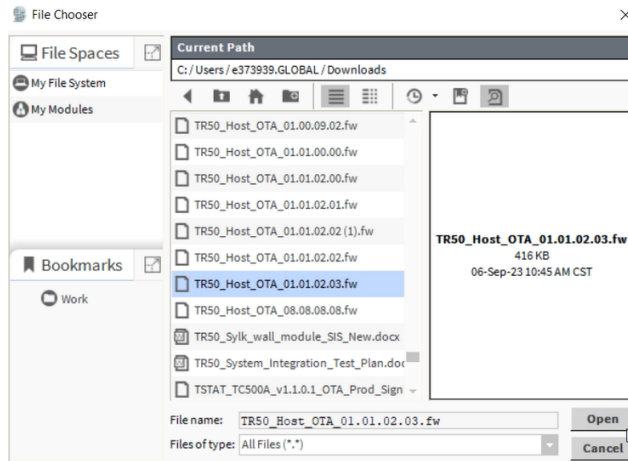 File Chooser
File Spaces
My File System
My Modules
Bookmarks
Work
Current Path
C:/Users/e373939.GLOBAL/Downloads
TR50_Host_OTA_01.00.09.02.fw
TR50_Host_OTA_01.01.00.00.fw
TR50_Host_OTA_01.01.02.00.fw
TR50_Host_OTA_01.01.02.01.fw
TR50_Host_OTA_01.01.02.02 (1).fw
TR50_Host_OTA_01.01.02.02.fw
TR50_Host_OTA_01.01.02.03.fw
TR50_Host_OTA_08.08.08.08.fw
TR50_Sylk_wall_module_SIS_New.docx
TR50_System_Integration_Test_Plan.doc
TSTAT_TC500A_v1.1.0.1_OTA_Prod_Sign
TR50_Host_OTA_01.01.02.03.fw
416 KB
06-Sep-23 10:45 AM CST
File name: TR50_Host_OTA_01.01.02.03.fw
Open
Files of type: All Files (*.*)
Cancel